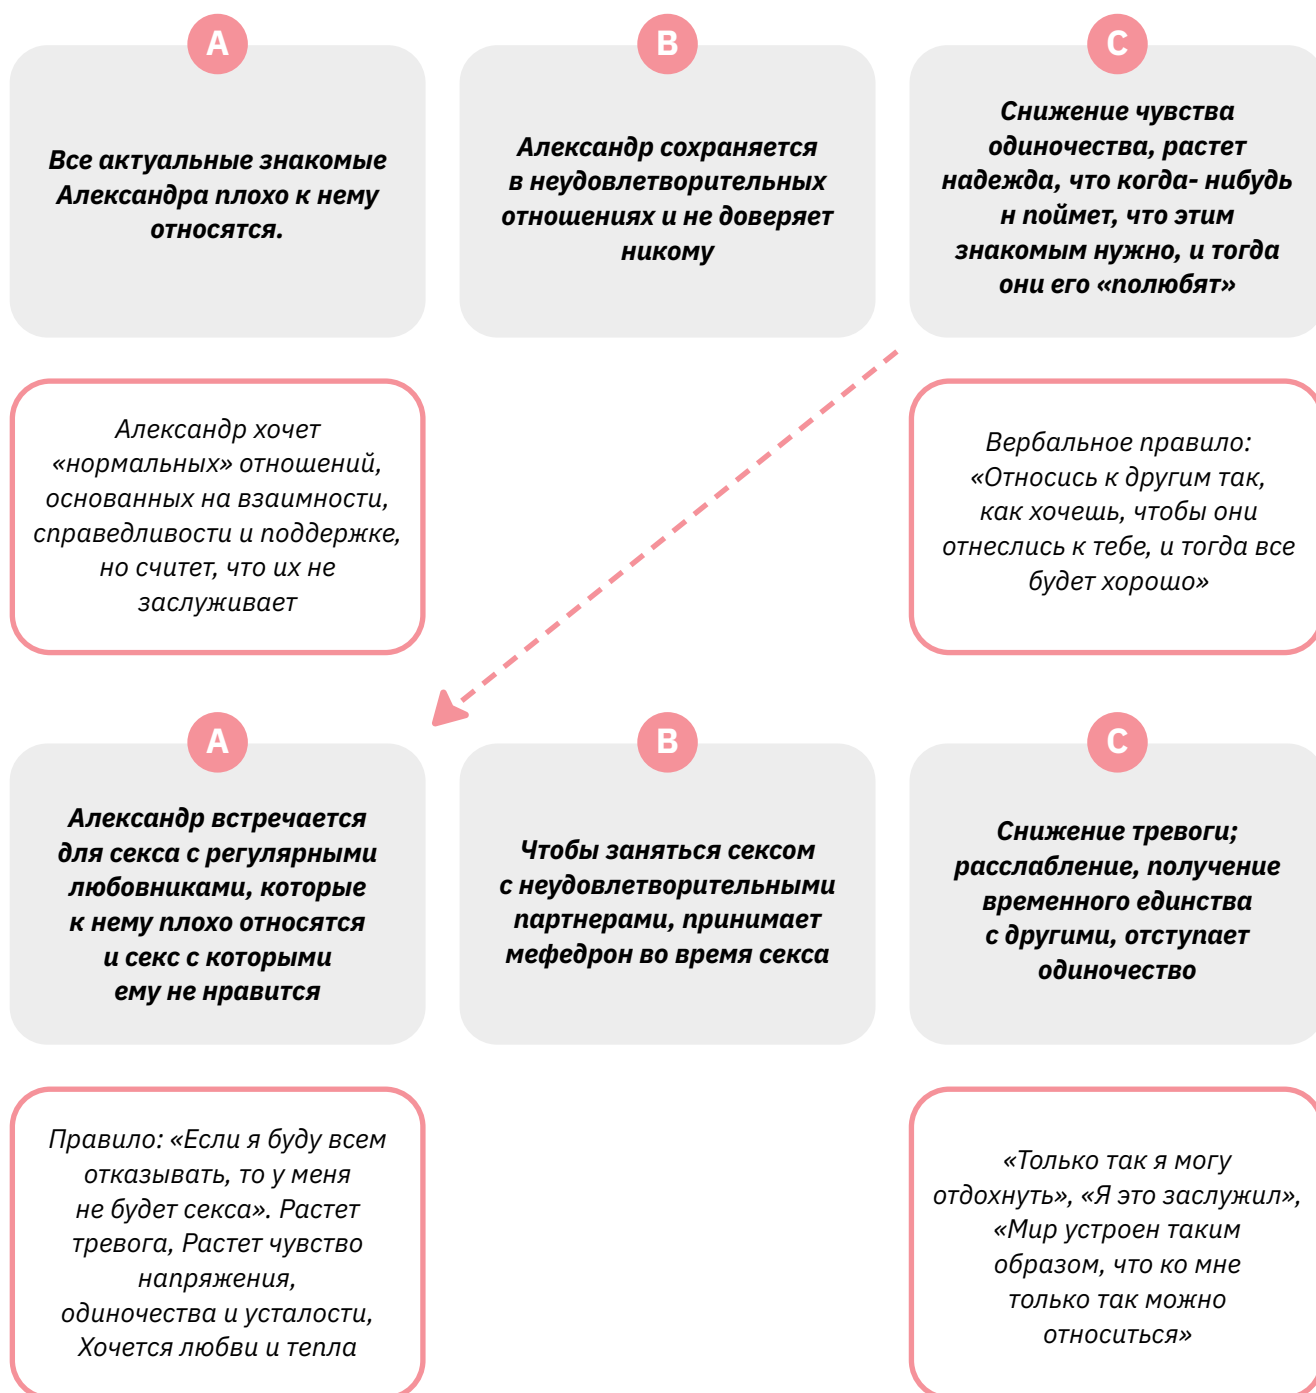 A
B
C
Все актуальные знакомые
Александра плохо к нему
относятся.
Александр сохраняется
в неудовлетворительных
отношениях и не доверяет
никому
Снижение чувства
одиночества, растет
надежда, что когда- нибудь
н поймет, что этим
знакомым нужно, и тогда
они его «полюбят»
Александр хочет
«нормальных» отношений,
основанных на взаимности,
справедливости и поддержке,
но считет, что их не
заслуживает
Вербальное правило:
«Относись к другим так,
как хочешь, чтобы они
отнеслись к тебе, и тогда все
будет хорошо»
A
B
C
Александр встречается
для секса с регулярными
любовниками, которые
к нему плохо относятся
и секс с которыми
ему не нравится
Чтобы заняться сексом
с неудовлетворительными
партнерами, принимает
мефедрон во время секса
Снижение тревоги;
расслабление, получение
временного единства
с другими, отступает
одиночество
Правило: «Если я буду всем
отказывать, то у меня
не будет секса». Растет
тревога, Растет чувство
напряжения,
одиночества и усталости,
Хочется любви и тепла
«Только так я могу
отдохнуть», «Я это заслужил»,
«Мир устроен таким
образом, что ко мне
только так можно
относиться»